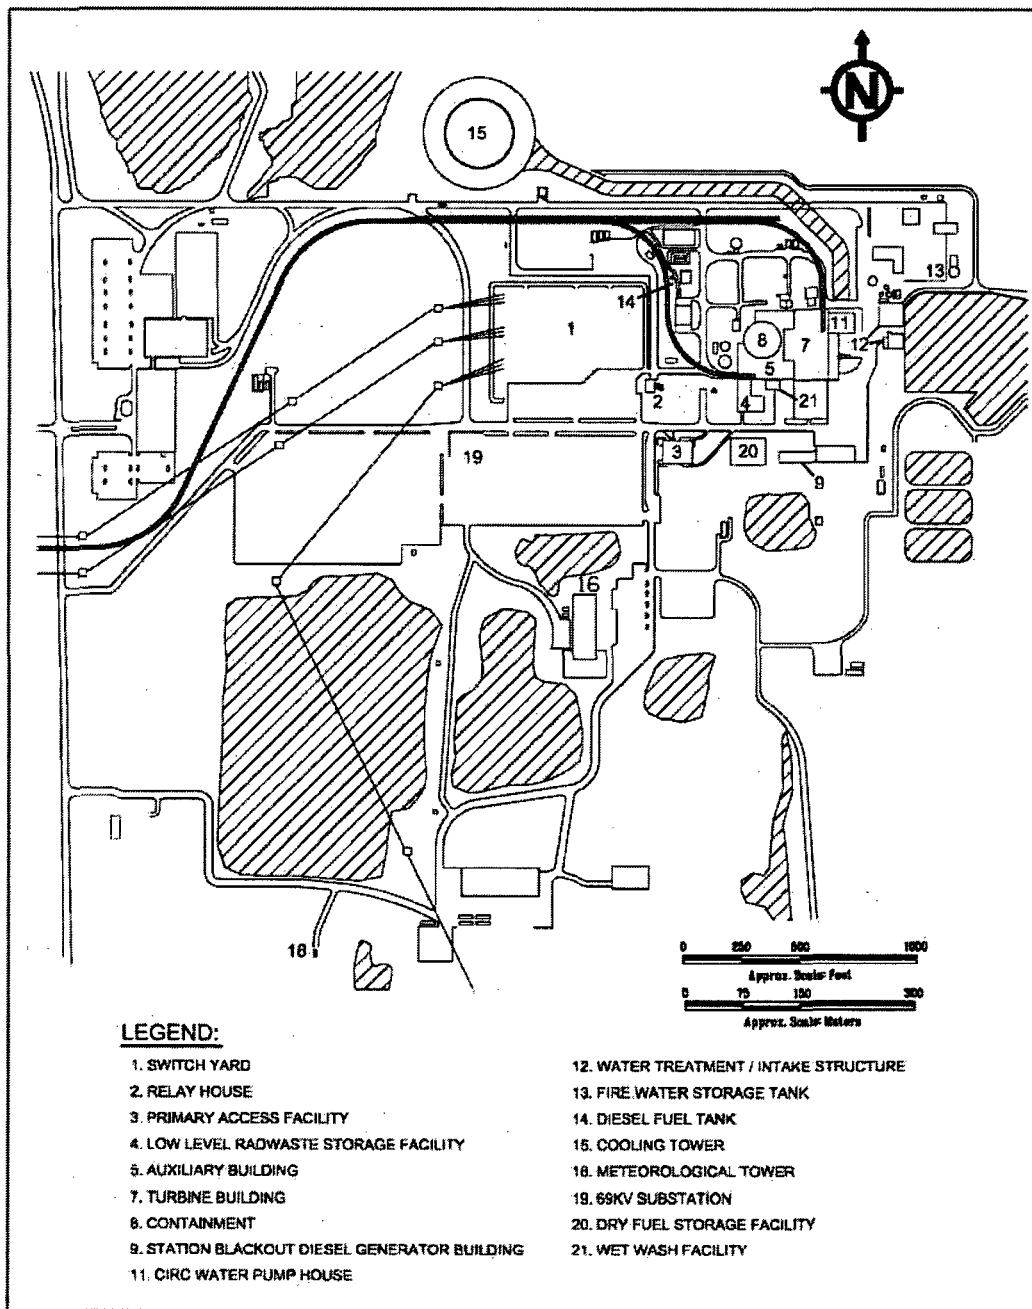 N
15
13
14
1
11
12
8
7
5
2
4
21
19
3
20
9
16
18
0 250 500 1000
Approx. Scale: Feet
0 75 150 300
Approx. Scale: Meters
LEGEND:
1. SWITCH YARD
2. RELAY HOUSE
3. PRIMARY ACCESS FACILITY
4. LOW LEVEL RADWASTE STORAGE FACILITY
5. AUXILIARY BUILDING
7. TURBINE BUILDING
8. CONTAINMENT
9. STATION BLACKOUT DIESEL GENERATOR BUILDING
11. CIRC WATER PUMP HOUSE
12. WATER TREATMENT / INTAKE STRUCTURE
13. FIRE WATER STORAGE TANK
14. DIESEL FUEL TANK
15. COOLING TOWER
18. METEOROLOGICAL TOWER
19. 69KV SUBSTATION
20. DRY FUEL STORAGE FACILITY
21. WET WASH FACILITY